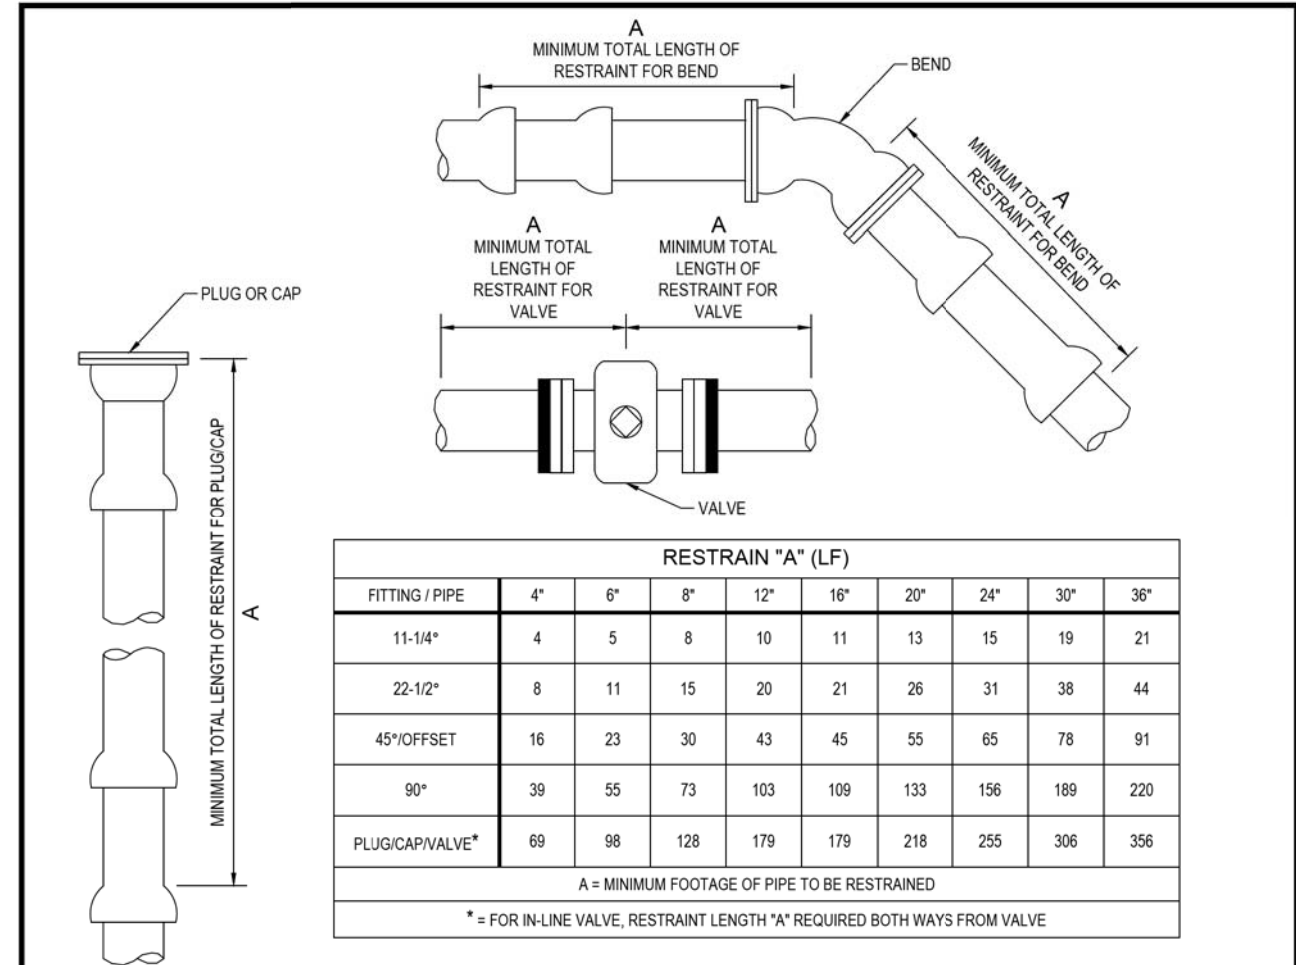 A
MINIMUM TOTAL LENGTH OF
RESTRAINT FOR BEND
BEND
A
MINIMUM TOTAL LENGTH OF
RESTRAINT FOR BEND
A
MINIMUM TOTAL
LENGTH OF
RESTRAINT FOR
VALVE
A
MINIMUM TOTAL
LENGTH OF
RESTRAINT FOR
VALVE
VALVE
PLUG OR CAP
MINIMUM TOTAL LENGTH OF RESTRAINT FOR PLUG/CAP
A
RESTRAIN "A" (LF)
FITTING / PIPE 4" 6" 8" 12" 16" 20" 24" 30" 36"
11-1/4° 4 5 8 10 11 13 15 19 21
22-1/2° 8 11 15 20 21 26 31 38 44
45°/OFFSET 16 23 30 43 45 55 65 78 91
90° 39 55 73 103 109 133 156 189 220
PLUG/CAP/VALVE* 69 98 128 179 179 218 255 306 356
A = MINIMUM FOOTAGE OF PIPE TO BE RESTRAINED
* = FOR IN-LINE VALVE, RESTRAINT LENGTH "A" REQUIRED BOTH WAYS FROM VALVE